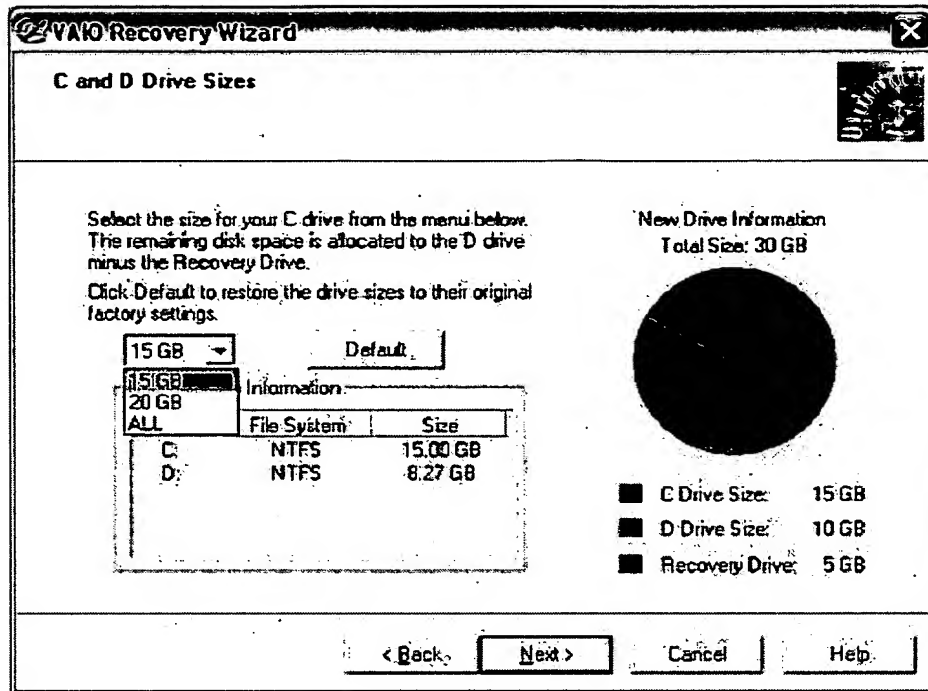 VAIO Recovery Wizard
C and D Drive Sizes
Select the size for your C drive from the menu below.
The remaining disk space is allocated to the D drive
minus the Recovery Drive.
Click Default to restore the drive sizes to their original
factory settings.
15 GB
Default
15 GB
20 GB
ALL
Information
File System Size
C: NTFS 15.00 GB
D: NTFS 8.27 GB
New Drive Information
Total Size: 30 GB
C Drive Size: 15 GB
D Drive Size: 10 GB
Recovery Drive: 5 GB
< Back
Next >
Cancel
Help